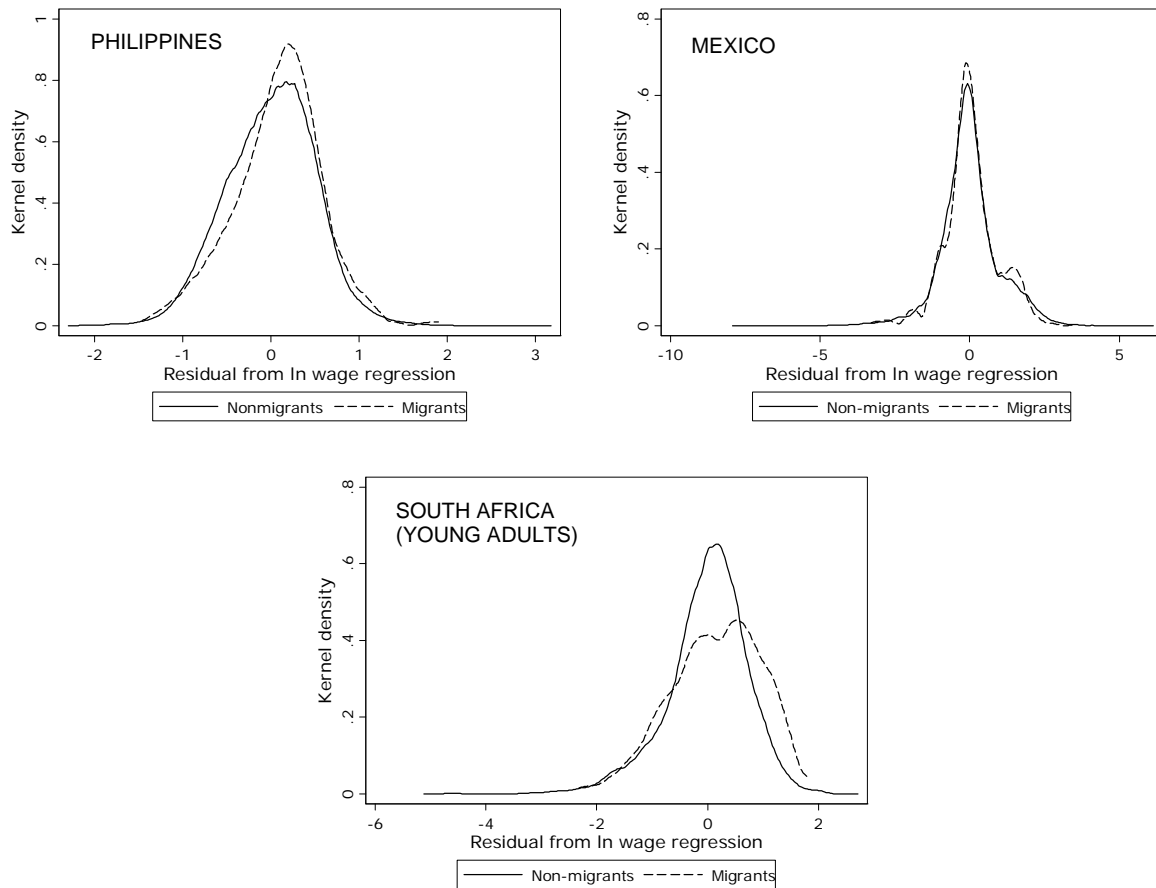 PHILIPPINES
Kernel density
0 .2 .4 .6 .8 1
-2 -1 0 1 2 3
Residual from ln wage regression
Nonmigrants Migrants
MEXICO
Kernel density
0 .2 .4 .6 .8
-10 -5 0 5
Residual from ln wage regression
Non-migrants Migrants
SOUTH AFRICA
(YOUNG ADULTS)
Kernel density
0 .2 .4 .6 .8
-6 -4 -2 0 2
Residual from ln wage regression
Non-migrants Migrants